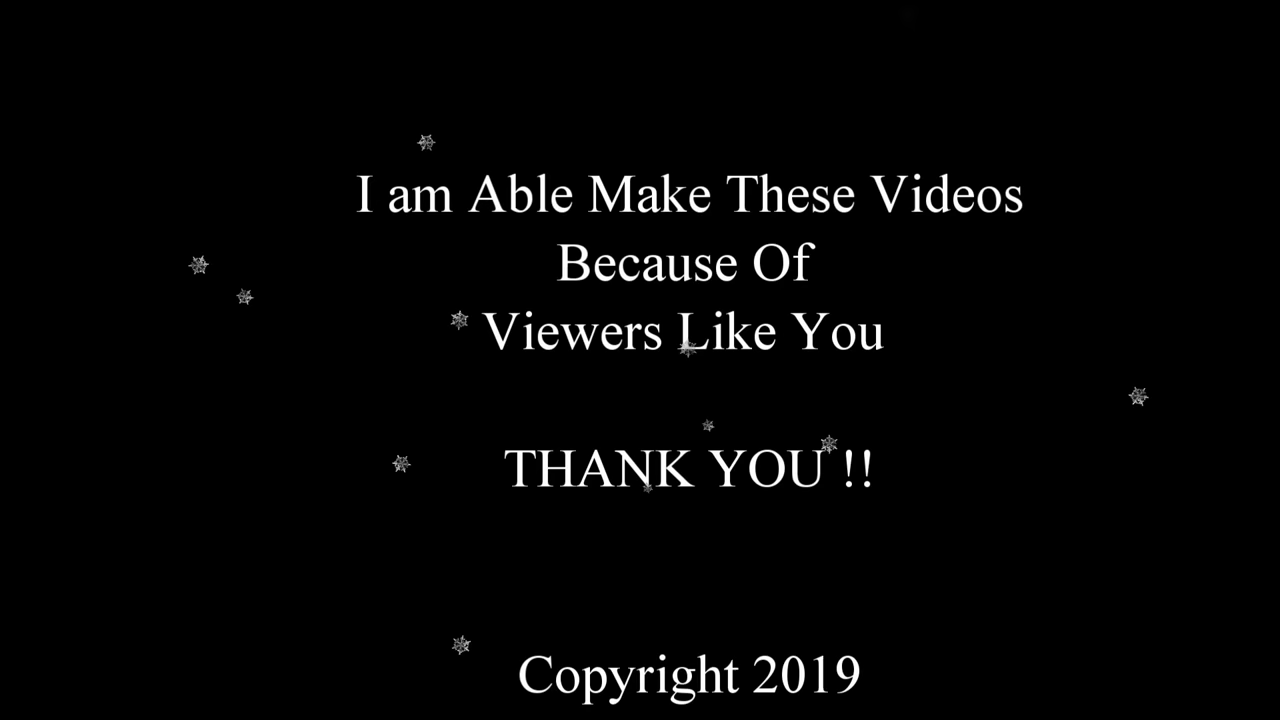 I am Able Make These Videos
Because Of
Viewers Like You
THANK YOU !!
Copyright 2019